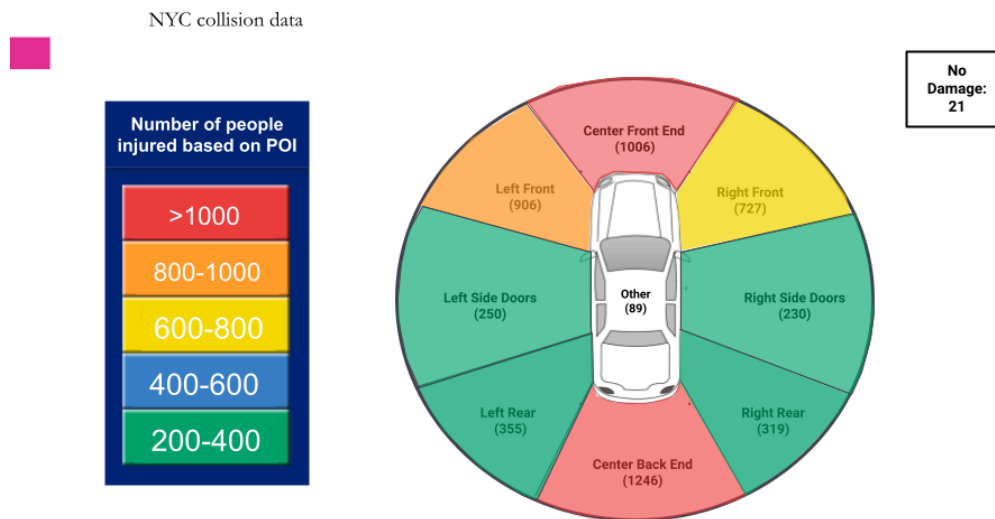 NYC collision data
No
Damage:
21
Number of people
injured based on POI
>1000
800-1000
600-800
400-600
200-400
Center Front End
(1006)
Left Front
(906)
Right Front
(727)
Left Side Doors
(250)
Other
(89)
Right Side Doors
(230)
Left Rear
(355)
Right Rear
(319)
Center Back End
(1246)